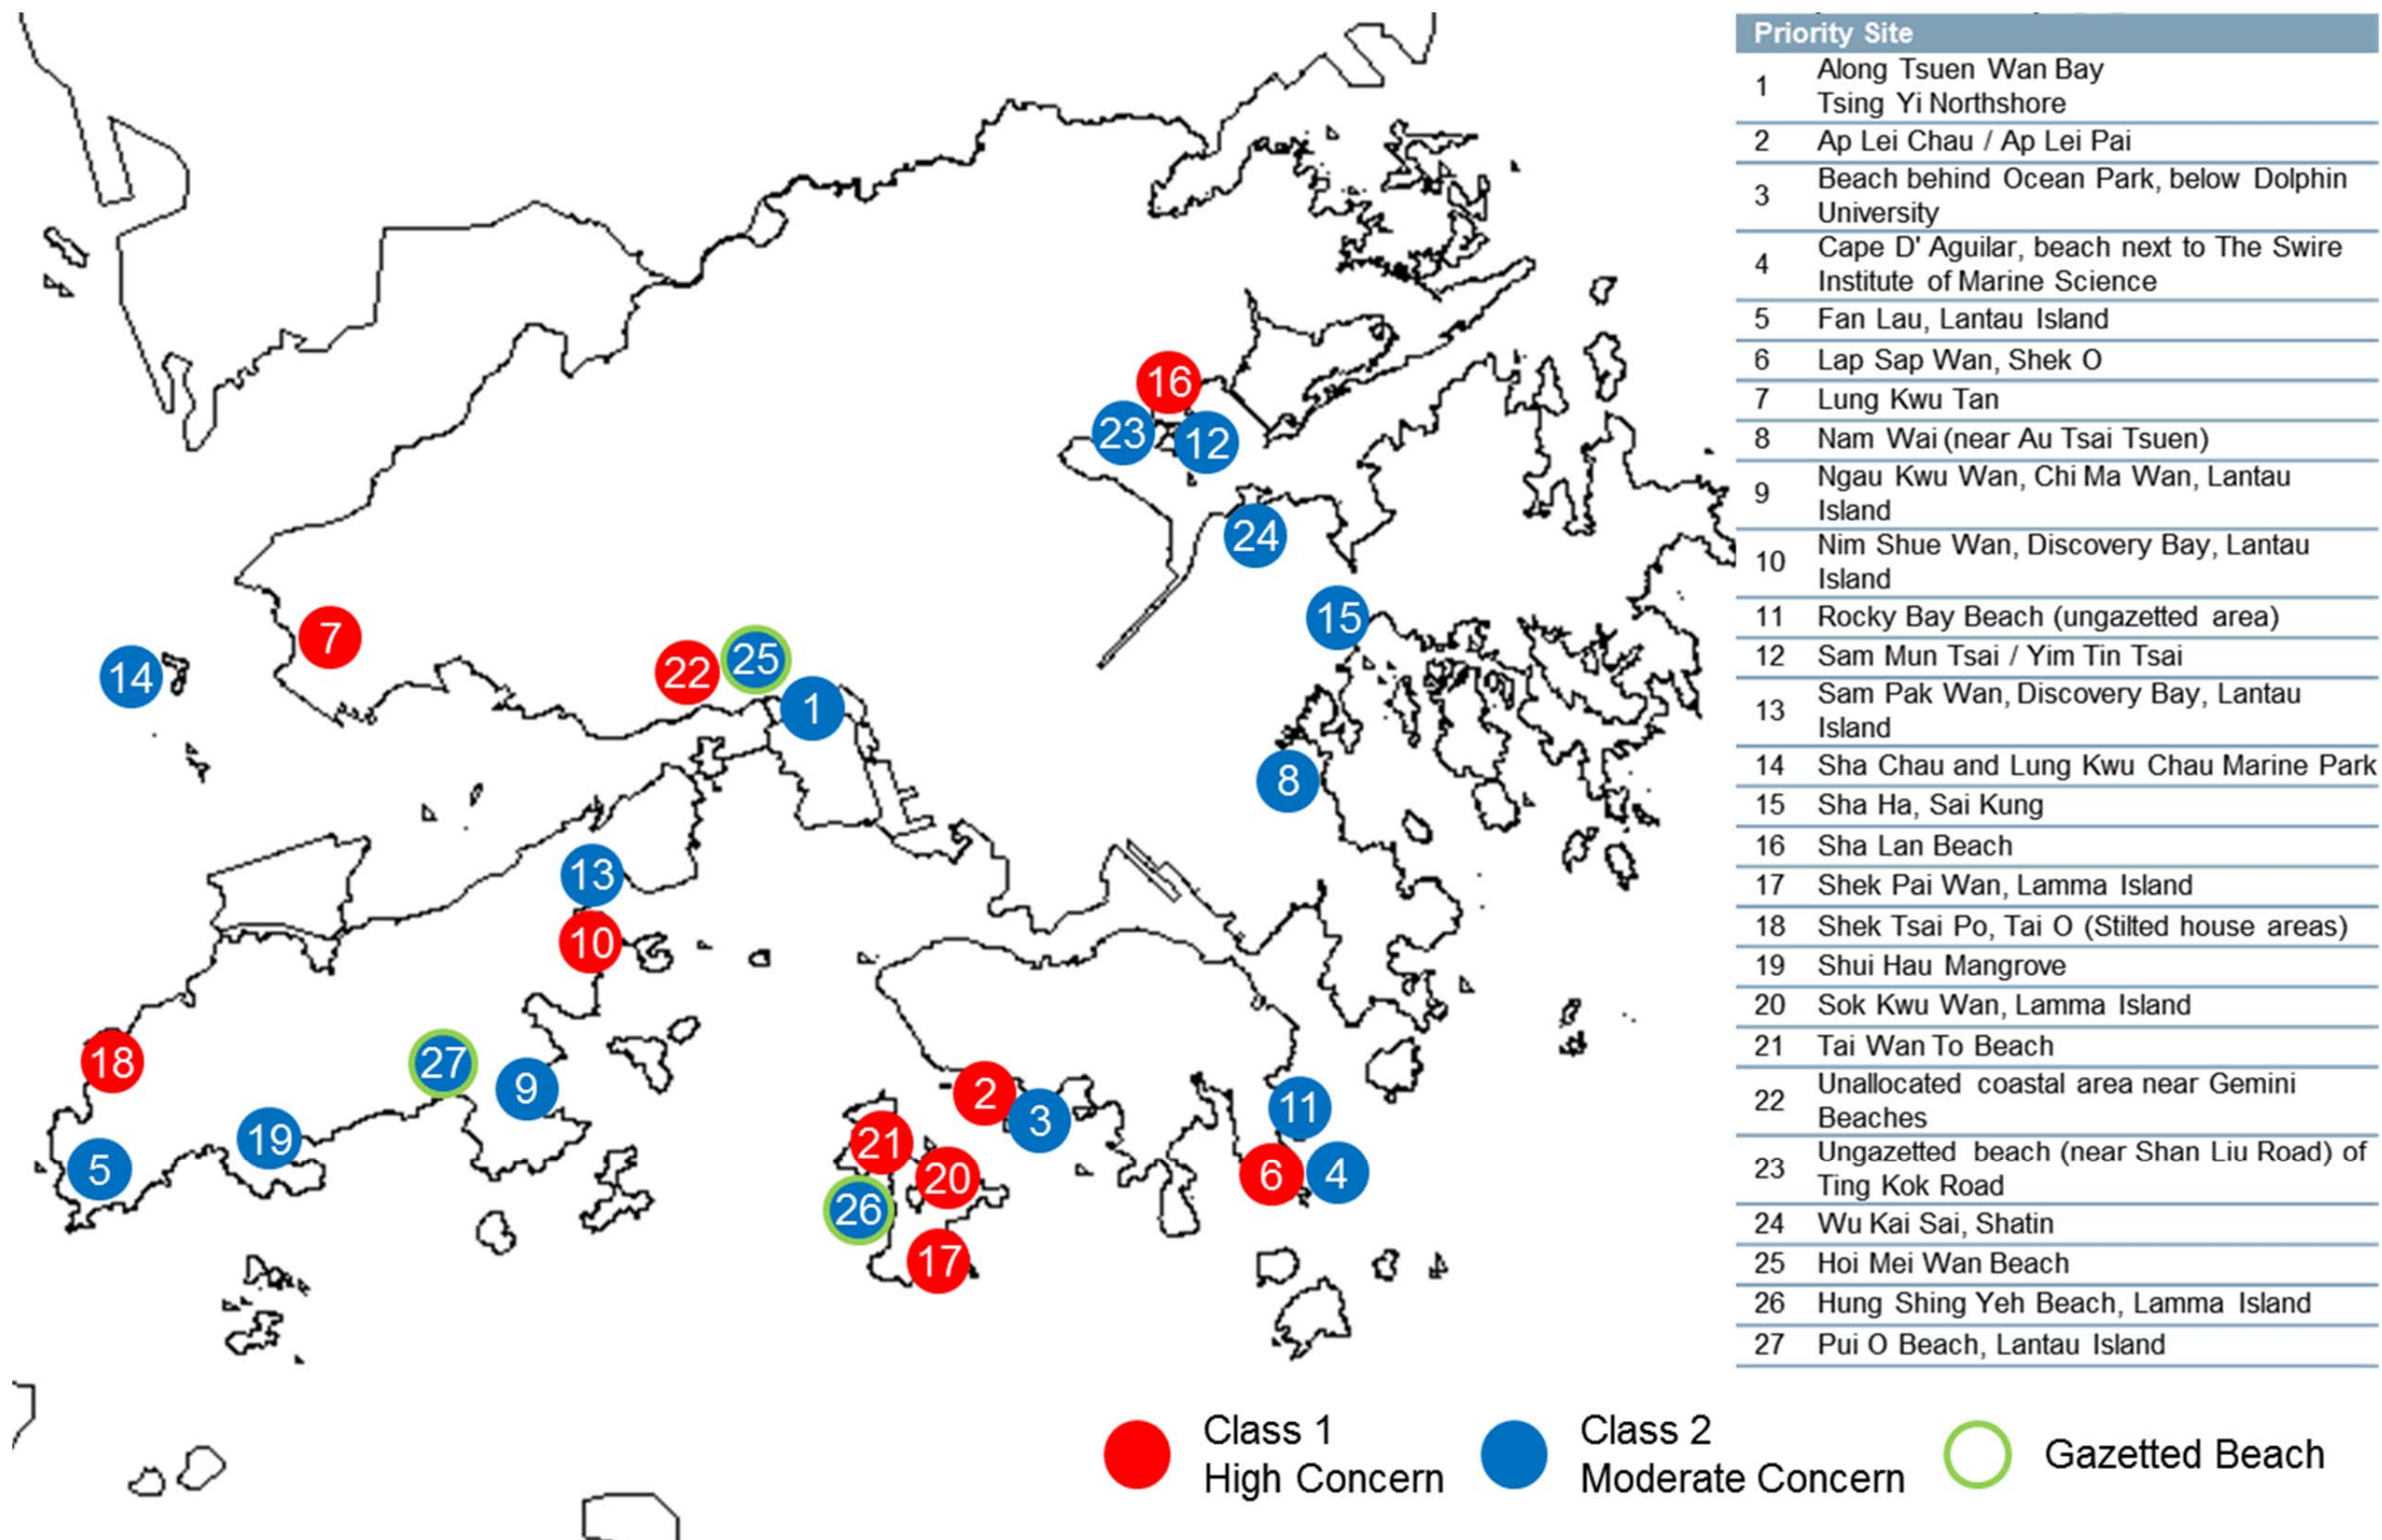 Priority Site
1 Along Tsuen Wan Bay
Tsing Yi Northshore
2 Ap Lei Chau / Ap Lei Pai
3 Beach behind Ocean Park, below Dolphin
University
4 Cape D' Aguilar, beach next to The Swire
Institute of Marine Science
5 Fan Lau, Lantau Island
6 Lap Sap Wan, Shek O
7 Lung Kwu Tan
8 Nam Wai (near Au Tsai Tsuen)
9 Ngau Kwu Wan, Chi Ma Wan, Lantau
Island
10 Nim Shue Wan, Discovery Bay, Lantau
Island
11 Rocky Bay Beach (ungazetted area)
12 Sam Mun Tsai / Yim Tin Tsai
13 Sam Pak Wan, Discovery Bay, Lantau
Island
14 Sha Chau and Lung Kwu Chau Marine Park
15 Sha Ha, Sai Kung
16 Sha Lan Beach
17 Shek Pai Wan, Lamma Island
18 Shek Tsai Po, Tai O (Stilted house areas)
19 Shui Hau Mangrove
20 Sok Kwu Wan, Lamma Island
21 Tai Wan To Beach
22 Unallocated coastal area near Gemini
Beaches
23 Ungazetted beach (near Shan Liu Road) of
Ting Kok Road
24 Wu Kai Sai, Shatin
25 Hoi Mei Wan Beach
26 Hung Shing Yeh Beach, Lamma Island
27 Pui O Beach, Lantau Island
16
23
12
24
15
7
14
22
25
1
8
13
10
18
27
9
19
5
2
3
11
21
20
6
4
26
17
Class 1
High Concern
Class 2
Moderate Concern
Gazetted Beach